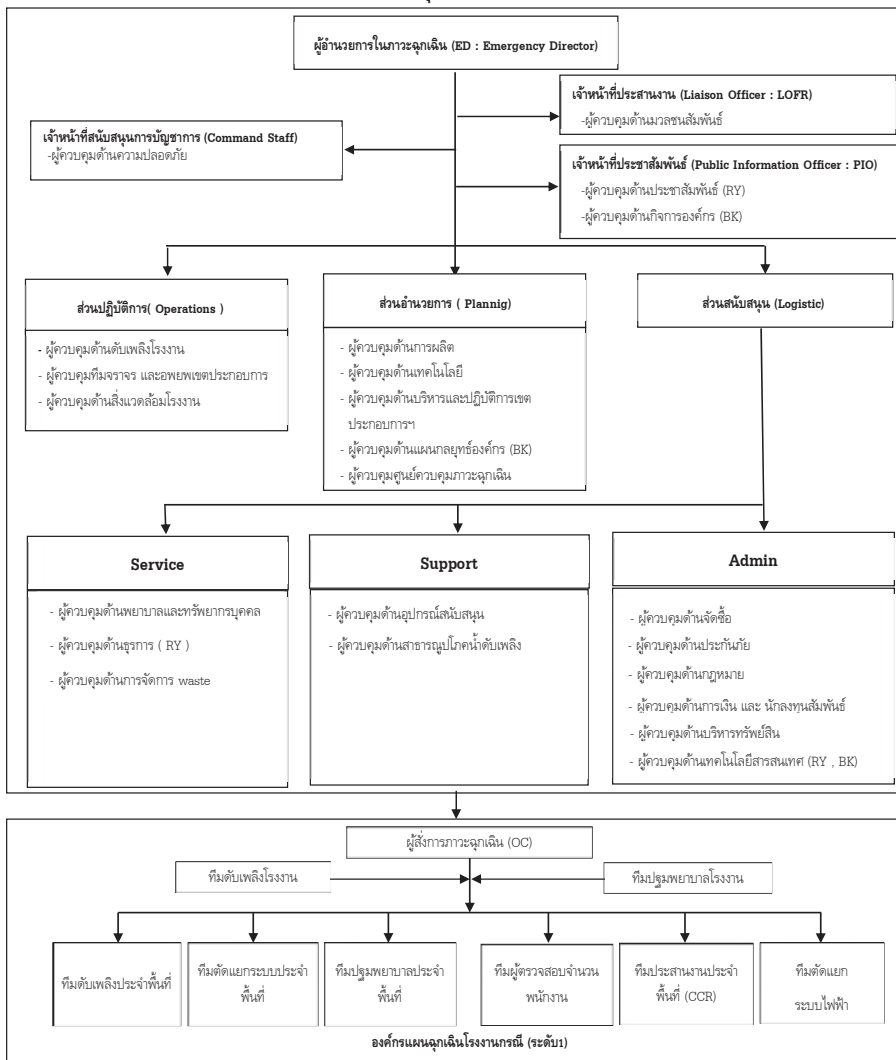 ผู้อำนวยการในภาวะฉุกเฉิน (ED : Emergency Director)
เจ้าหน้าที่ประสานงาน (Liaison Officer : LOFR)
-ผู้ควบคุมด้านมวลชนสัมพันธ์
เจ้าหน้าที่สนับสนุนการบัญชาการ (Command Staff)
-ผู้ควบคุมด้านความปลอดภัย
เจ้าหน้าที่ประชาสัมพันธ์ (Public Information Officer : PIO)
-ผู้ควบคุมด้านประชาสัมพันธ์ (RY)
-ผู้ควบคุมด้านกิจการองค์กร (BK)
ส่วนปฏิบัติการ( Operations )
- ผู้ควบคุมด้านดับเพลิงโรงงาน
- ผู้ควบคุมทีมจราจร และอพยพเขตประกอบการ
- ผู้ควบคุมด้านสิ่งแวดล้อมโรงงาน
ส่วนอำนวยการ ( Plannig)
- ผู้ควบคุมด้านการผลิต
- ผู้ควบคุมด้านเทคโนโลยี
- ผู้ควบคุมด้านบริหารและปฏิบัติการเขต
ประกอบการฯ
- ผู้ควบคุมด้านแผนกลยุทธ์องค์กร (BK)
- ผู้ควบคุมศูนย์ควบคุมภาวะฉุกเฉิน
ส่วนสนับสนุน (Logistic)
Service
- ผู้ควบคุมด้านพยาบาลและทรัพยากรบุคคล
- ผู้ควบคุมด้านธุรการ ( RY )
- ผู้ควบคุมด้านการจัดการ waste
Support
- ผู้ควบคุมด้านอุปกรณ์สนับสนุน
- ผู้ควบคุมด้านสาธารณูปโภคน้ำดับเพลิง
Admin
- ผู้ควบคุมด้านจัดซื้อ
- ผู้ควบคุมด้านประกันภัย
- ผู้ควบคุมด้านกฎหมาย
- ผู้ควบคุมด้านการเงิน และ นักลงทุนสัมพันธ์
- ผู้ควบคุมด้านบริหารทรัพย์สิน
- ผู้ควบคุมด้านเทคโนโลยีสารสนเทศ (RY , BK)
ผู้สั่งการภาวะฉุกเฉิน (OC)
ทีมดับเพลิงโรงงาน
ทีมปฐมพยาบาลโรงงาน
ทีมดับเพลิงประจำพื้นที่
ทีมตัดแยกระบบประจำ
พื้นที่
ทีมปฐมพยาบาลประจำ
พื้นที่
ทีมผู้ตรวจสอบจำนวน
พนักงาน
ทีมประสานงานประจำ
พื้นที่ (CCR)
ทีมตัดแยก
ระบบไฟฟ้า
องค์กรแผนฉุกเฉินโรงงานกรณี (ระดับ1)